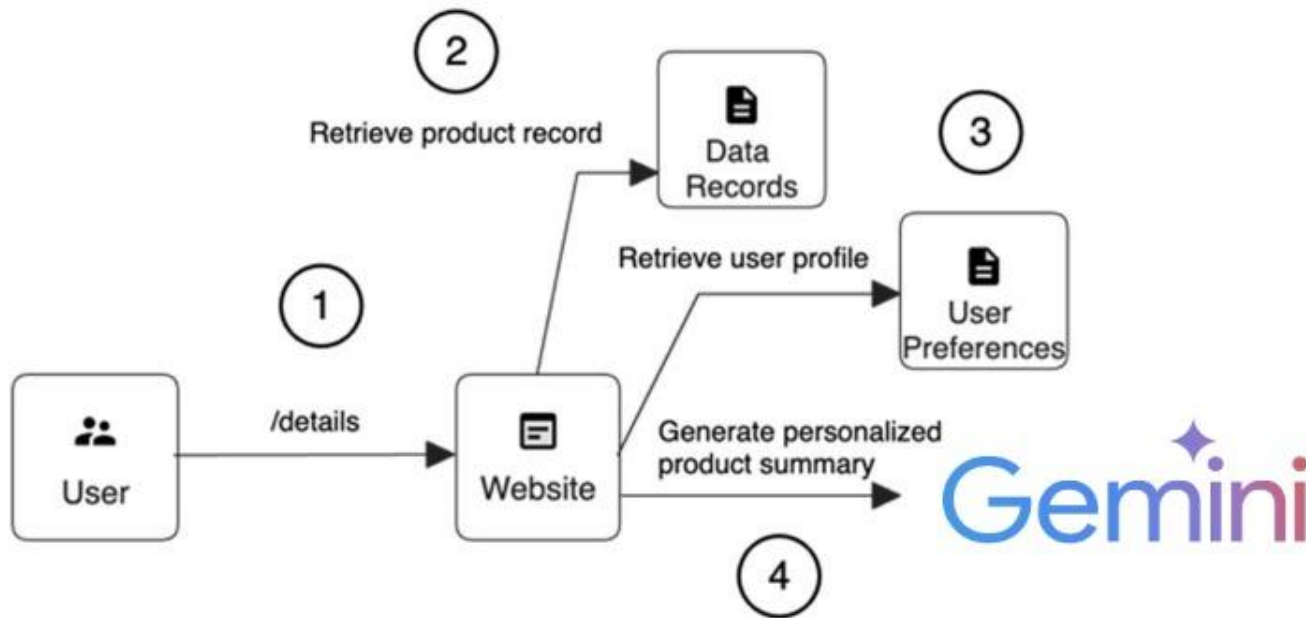 2
Retrieve product record
Data
Records
3
Retrieve user profile
User
Preferences
1
/details
User
Website
Generate personalized
product summary
Gemini
4